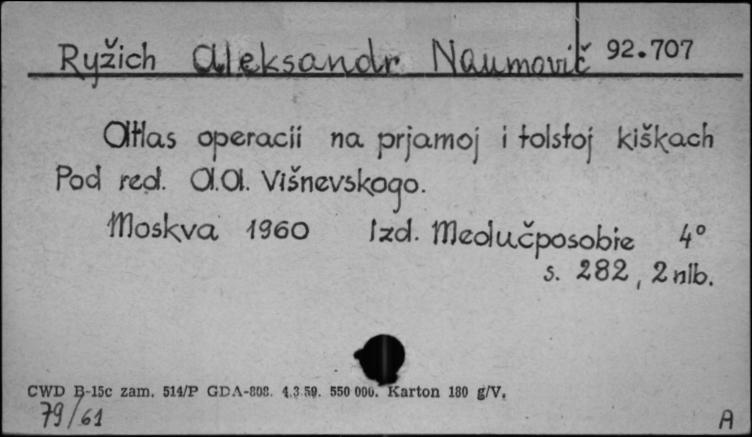 Ryžich Aleksandr Naumovič 92.707
Atlas operacii na prjamoj i tolstoj kiškach
Pod red. A.A. Višnevskogo.
Moskva 1960 Izd. Medučposobie 4°
s. 282, 2 nlb.
CWD B-15c zam. 514/P GDA-808. 4.3.59. 550 000. Karton 180 g/V.
79/61 A